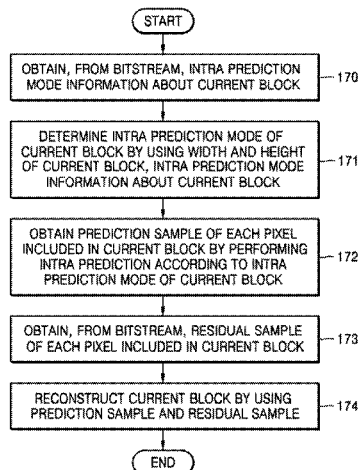 START
OBTAIN, FROM BITSTREAM, INTRA PREDICTION
MODE INFORMATION ABOUT CURRENT BLOCK
170
DETERMINE INTRA PREDICTION MODE OF
CURRENT BLOCK BY USING WIDTH AND HEIGHT
OF CURRENT BLOCK, INTRA PREDICTION MODE
INFORMATION ABOUT CURRENT BLOCK
171
OBTAIN PREDICTION SAMPLE OF EACH PIXEL
INCLUDED IN CURRENT BLOCK BY PERFORMING
INTRA PREDICTION ACCORDING TO INTRA
PREDICTION MODE OF CURRENT BLOCK
172
OBTAIN, FROM BITSTREAM, RESIDUAL SAMPLE
OF EACH PIXEL INCLUDED IN CURRENT BLOCK
173
RECONSTRUCT CURRENT BLOCK BY USING
PREDICTION SAMPLE AND RESIDUAL SAMPLE
174
END